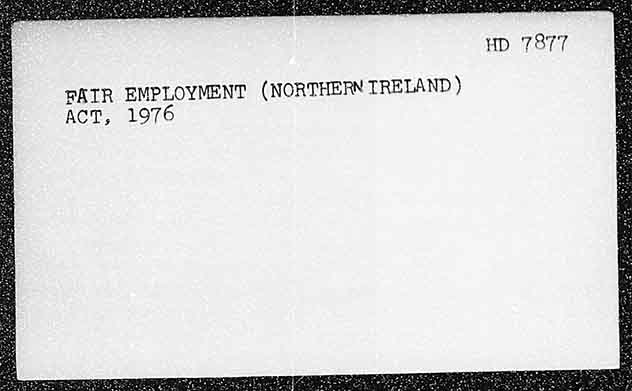 HD 7877
FAIR EMPLOYMENT (NORTHERN IRELAND)
ACT, 1976